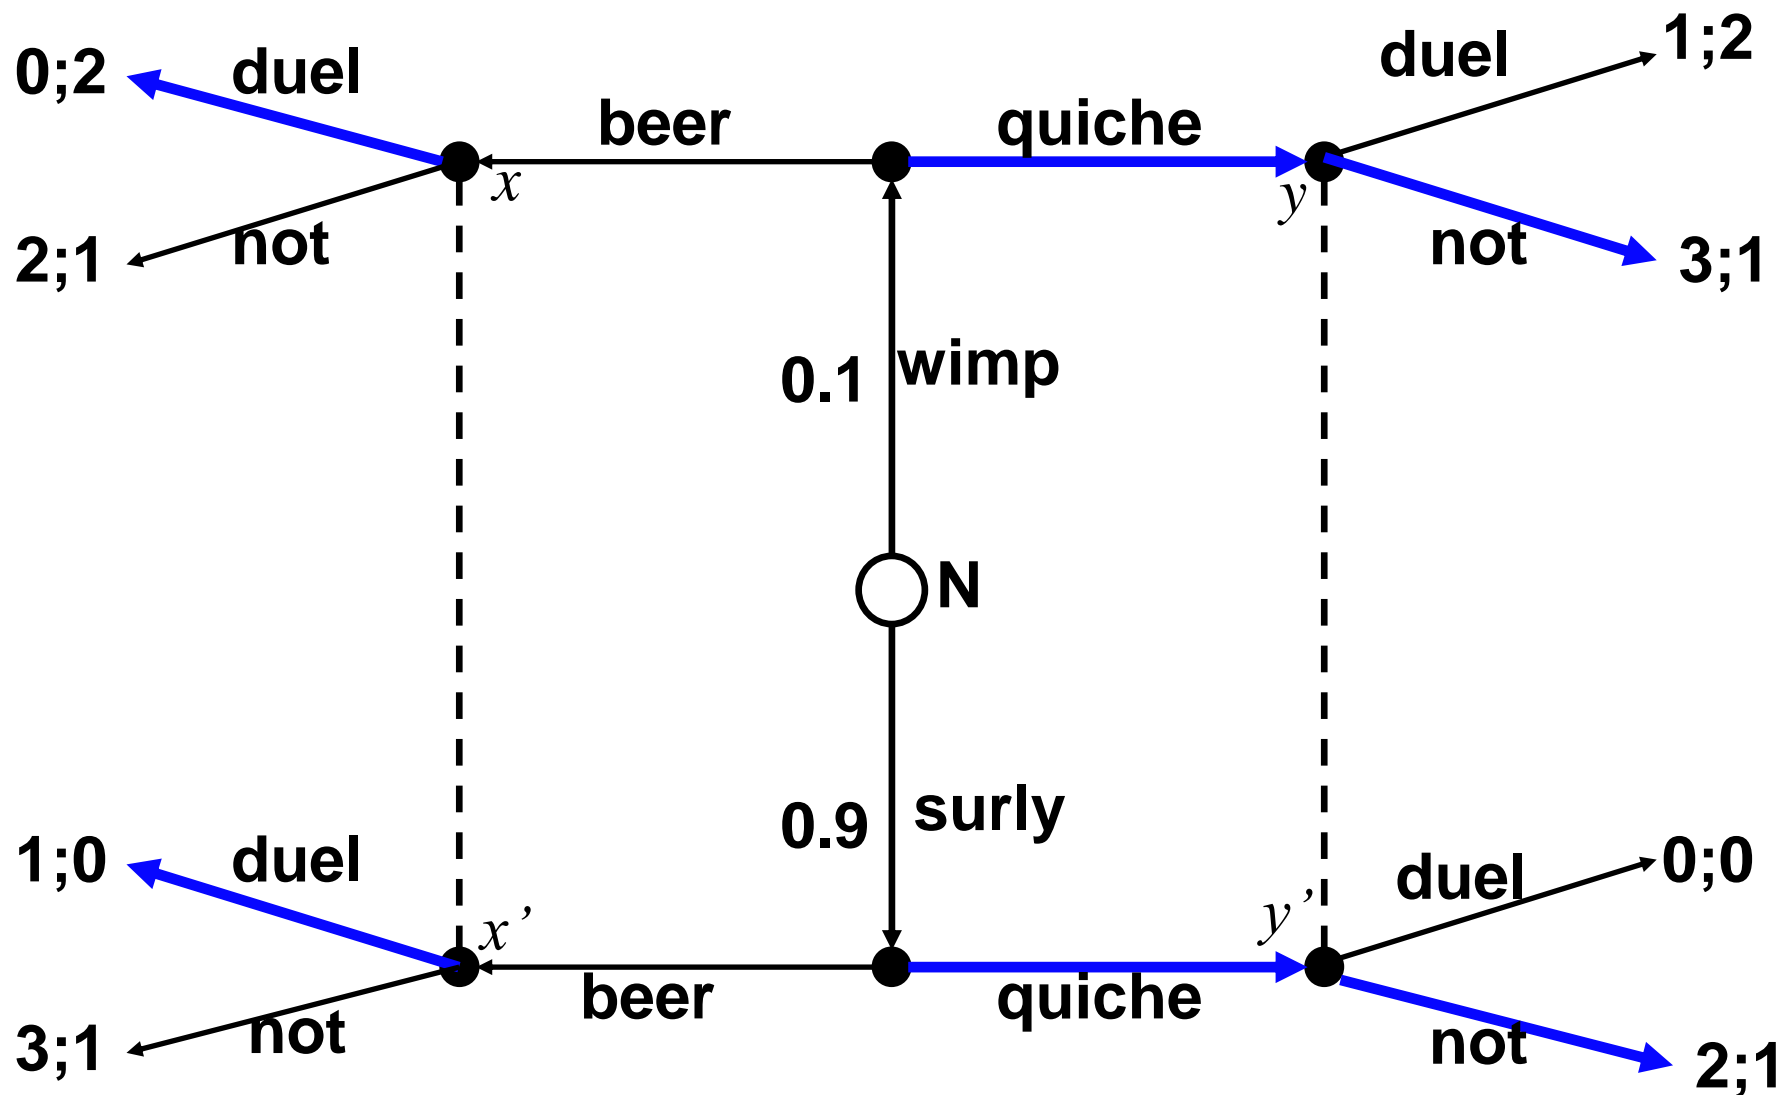 0;2 duel beer quiche duel 1;2
x y
2;1 not not 3;1
0.1 wimp
N
0.9 surly
1;0 duel duel 0;0
x’ y’
3;1 not beer quiche not 2;1